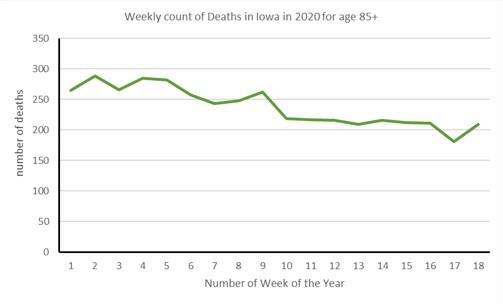 Weekly count of Deaths in Iowa in 2020 for age 85+
350
300
250
200
150
100
50
0
number of deaths
1 2 3 4 5 6 7 8 9 10 11 12 13 14 15 16 17 18
Number of Week of the Year